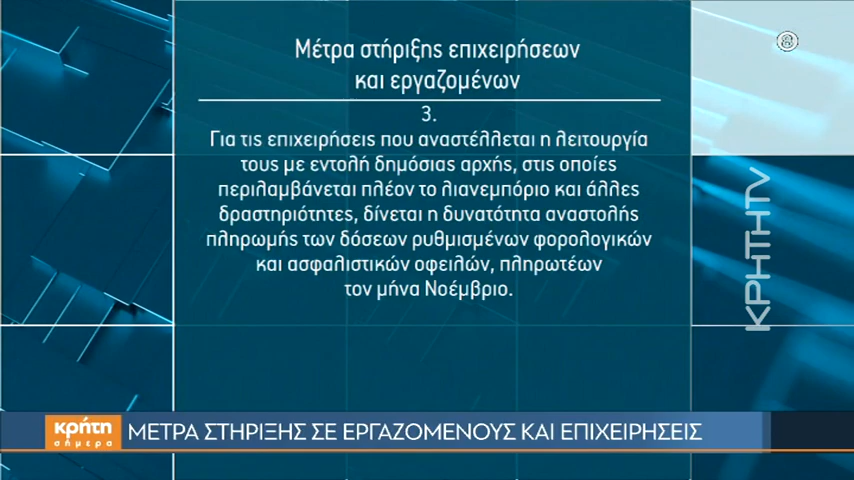 Μέτρα στήριξης επιχειρήσεων
και εργαζομένων
3.
Για τις επιχειρήσεις που αναστέλλεται η λειτουργία
τους με εντολή δημόσιας αρχής, στις οποίες
περιλαμβάνεται πλέον το λιανεμπόριο και άλλες
δραστηριότητες, δίνεται η δυνατότητα αναστολής
πληρωμής των δόσεων ρυθμισμένων φορολογικών
και ασφαλιστικών οφειλών, πληρωτέων
τον μήνα Νοέμβριο.
8
ΚΡΗΤΗTV
κρήτη
σήμερα
ΜΕΤΡΑ ΣΤΗΡΙΞΗΣ ΣΕ ΕΡΓΑΖΟΜΕΝΟΥΣ ΚΑΙ ΕΠΙΧΕΙΡΗΣΕΙΣ